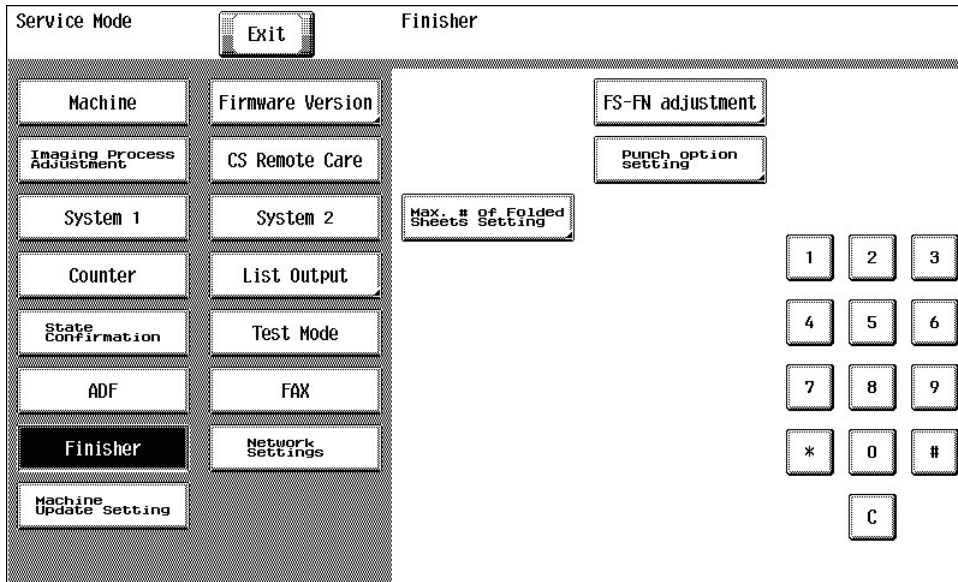 Service Mode
Exit
Finisher
Machine
Firmware Version
Imaging Process
Adjustment
CS Remote Care
System 1
System 2
Counter
List Output
State
Confirmation
Test Mode
ADF
FAX
Finisher
Network
Settings
Machine
Update Setting
FS-FN adjustment
Punch option
setting
Max. # of Folded
Sheets Setting
1 2 3
4 5 6
7 8 9
* 0 #
C